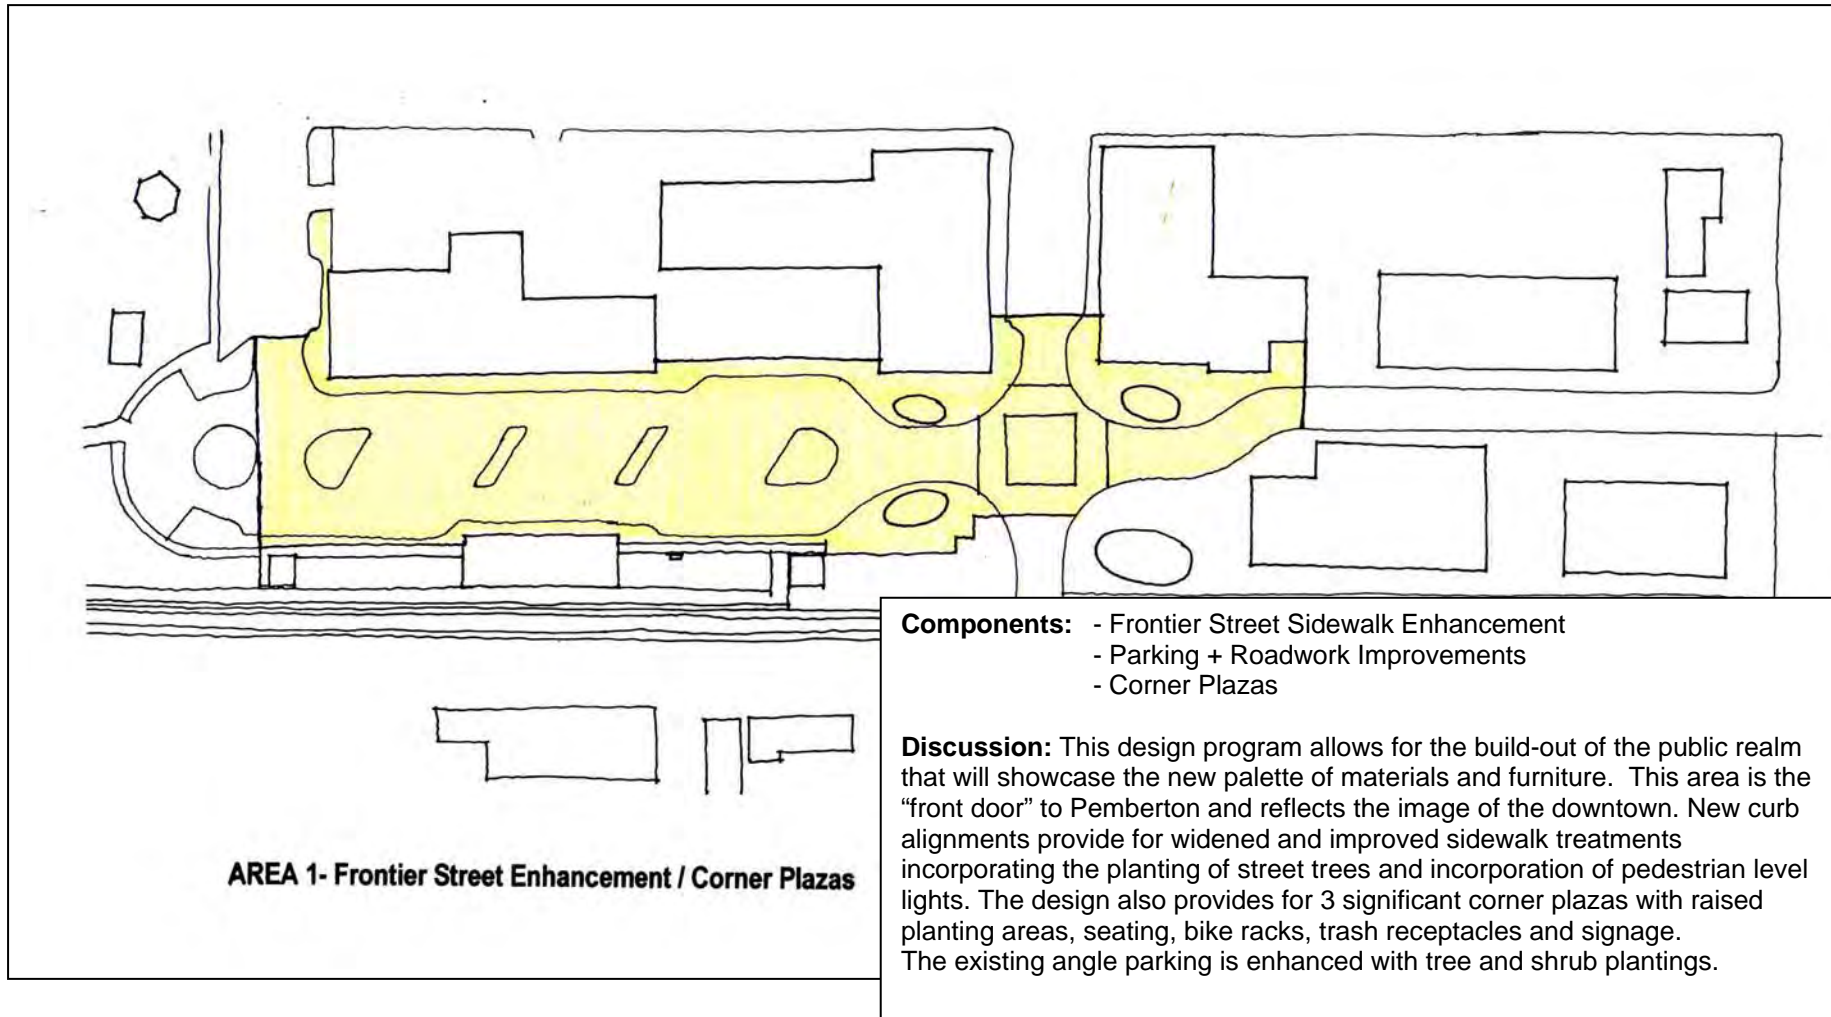 AREA 1- Frontier Street Enhancement / Corner Plazas
Components: - Frontier Street Sidewalk Enhancement
- Parking + Roadwork Improvements
- Corner Plazas
Discussion: This design program allows for the build-out of the public realm
that will showcase the new palette of materials and furniture. This area is the
“front door” to Pemberton and reflects the image of the downtown. New curb
alignments provide for widened and improved sidewalk treatments
incorporating the planting of street trees and incorporation of pedestrian level
lights. The design also provides for 3 significant corner plazas with raised
planting areas, seating, bike racks, trash receptacles and signage.
The existing angle parking is enhanced with tree and shrub plantings.